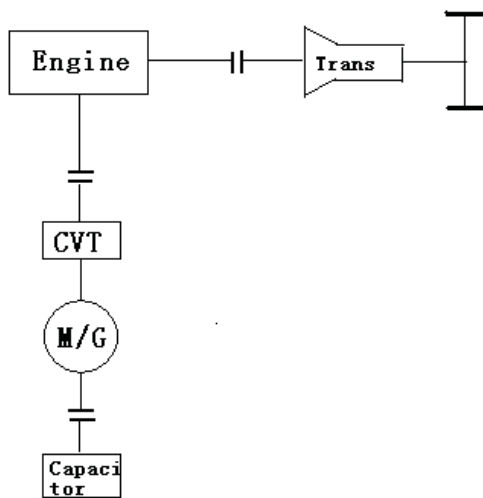 Engine
Trans
CVT
M/G
Capaci
tor